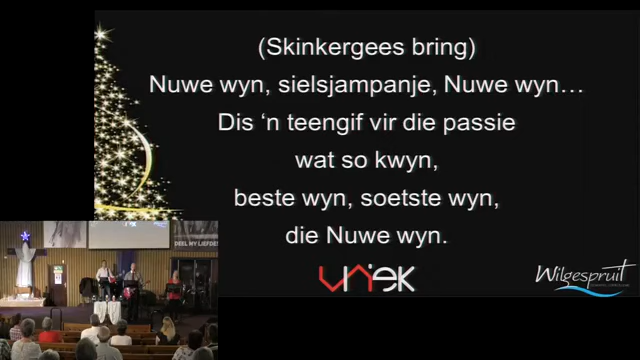 (Skinkergees bring)
Nuwe wyn, sielsjampanje, Nuwe wyn…
Dis ‘n teengif vir die passie
wat so kwyn,
beste wyn, soetste wyn,
die Nuwe wyn.
uniek
Wilgespruit
DEEL MY LIEFDE